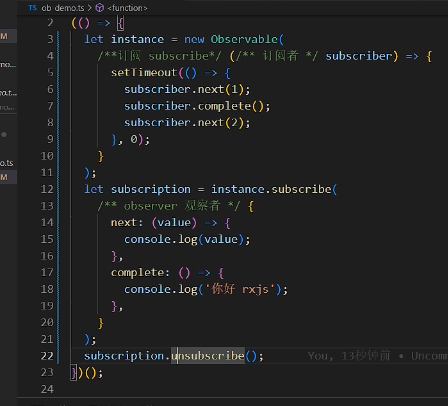 TS ob-demo.ts > <function>
2 (() => {
3 let instance = new Observable(
4 /**订阅 subscribe*/ (/** 订阅者 */ subscriber) => {
5 setTimeout(() => {
6 subscriber.next(1);
7 subscriber.complete();
8 subscriber.next(2);
9 }, 0);
10 }
11 );
12 let subscription = instance.subscribe(
13 /** observer 观察者 */ {
14 next: (value) => {
15 console.log(value);
16 },
17 complete: () => {
18 console.log('你好 rxjs');
19 },
20 }
21 );
22 subscription.unsubscribe(); You, 13秒钟前 • Uncomm
23 })();
24
M
mo...
mo.t...
o.ts
M